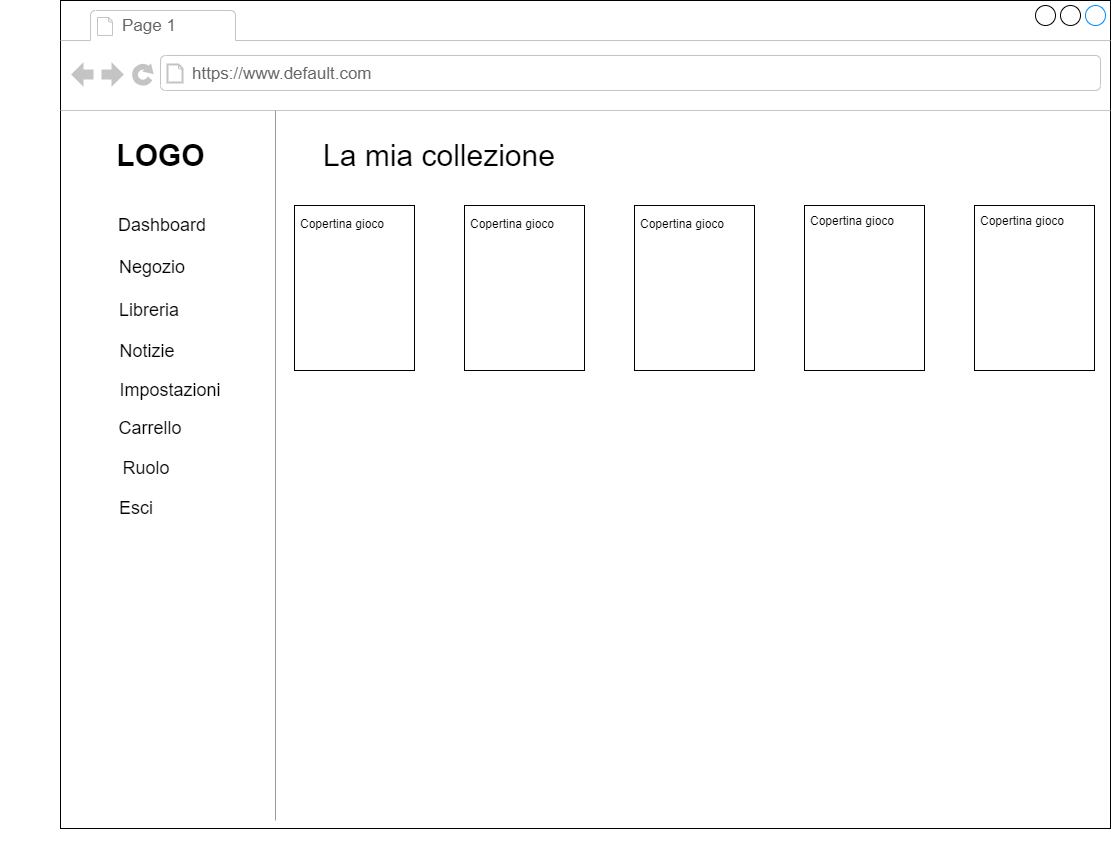 Page 1
https://www.default.com
LOGO
La mia collezione
Dashboard
Negozio
Libreria
Notizie
Impostazioni
Carrello
Ruolo
Esci
Copertina gioco
Copertina gioco
Copertina gioco
Copertina gioco
Copertina gioco